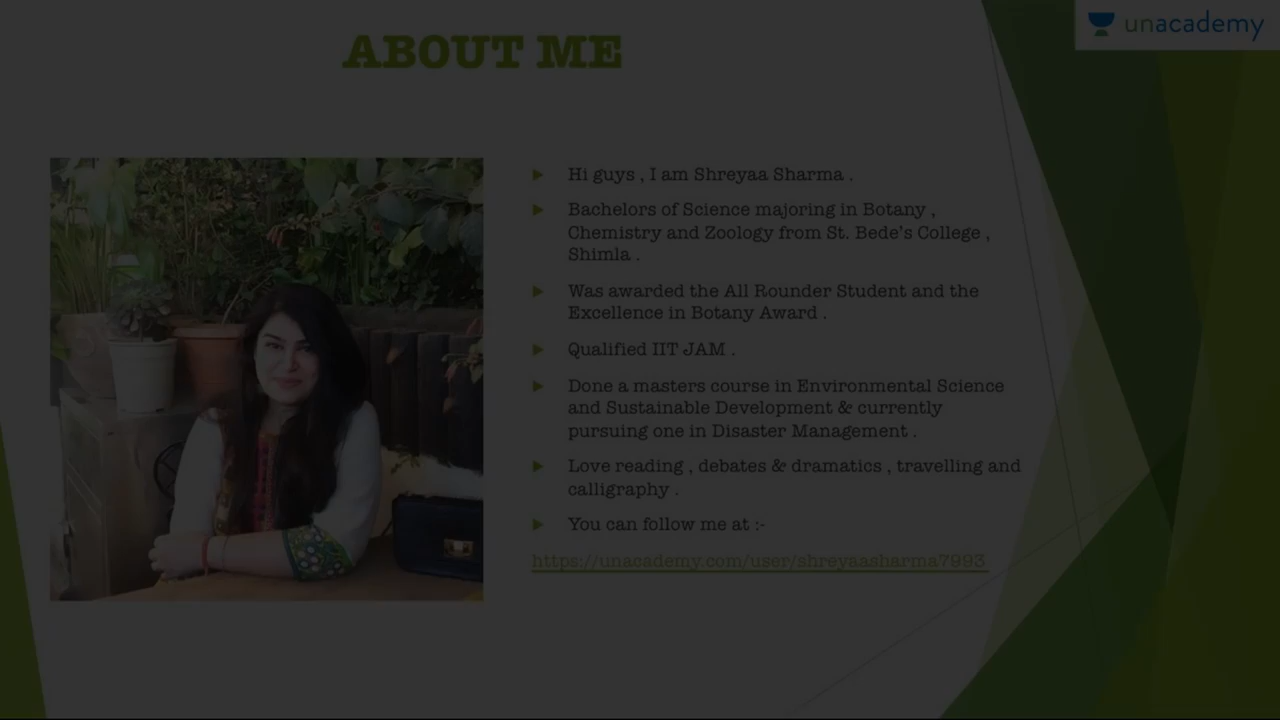 unacademy
ABOUT ME
Hi guys , I am Shreyaa Sharma .
Bachelors of Science majoring in Botany ,
Chemistry and Zoology from St. Bede's College ,
Shimla .
Was awarded the All Rounder Student and the
Excellence in Botany Award .
Qualified IIT JAM .
Done a masters course in Environmental Science
and Sustainable Development & currently
pursuing one in Disaster Management .
Love reading , debates & dramatics , travelling and
calligraphy .
You can follow me at :-
https://unacademy.com/user/shreyaasharma7993